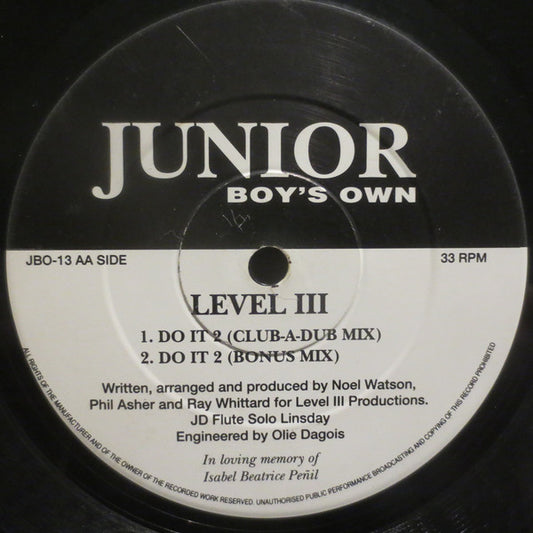 JUNIOR
BOY'S OWN
JBO-13 AA SIDE
33 RPM
LEVEL III
1. DO IT 2 (CLUB-A-DUB MIX)
2. DO IT 2 (BONUS MIX)
Written, arranged and produced by Noel Watson,
Phil Asher and Ray Whittard for Level III Productions.
JD Flute Solo Linsday
Engineered by Olie Dagois
In loving memory of
Isabel Beatrice Peñil
ALL RIGHTS OF THE MANUFACTURER AND OF THE OWNER OF THE RECORDED WORK RESERVED. UNAUTHORISED PUBLIC PERFORMANCE BROADCASTING AND COPYING OF THIS RECORD PROHIBITED